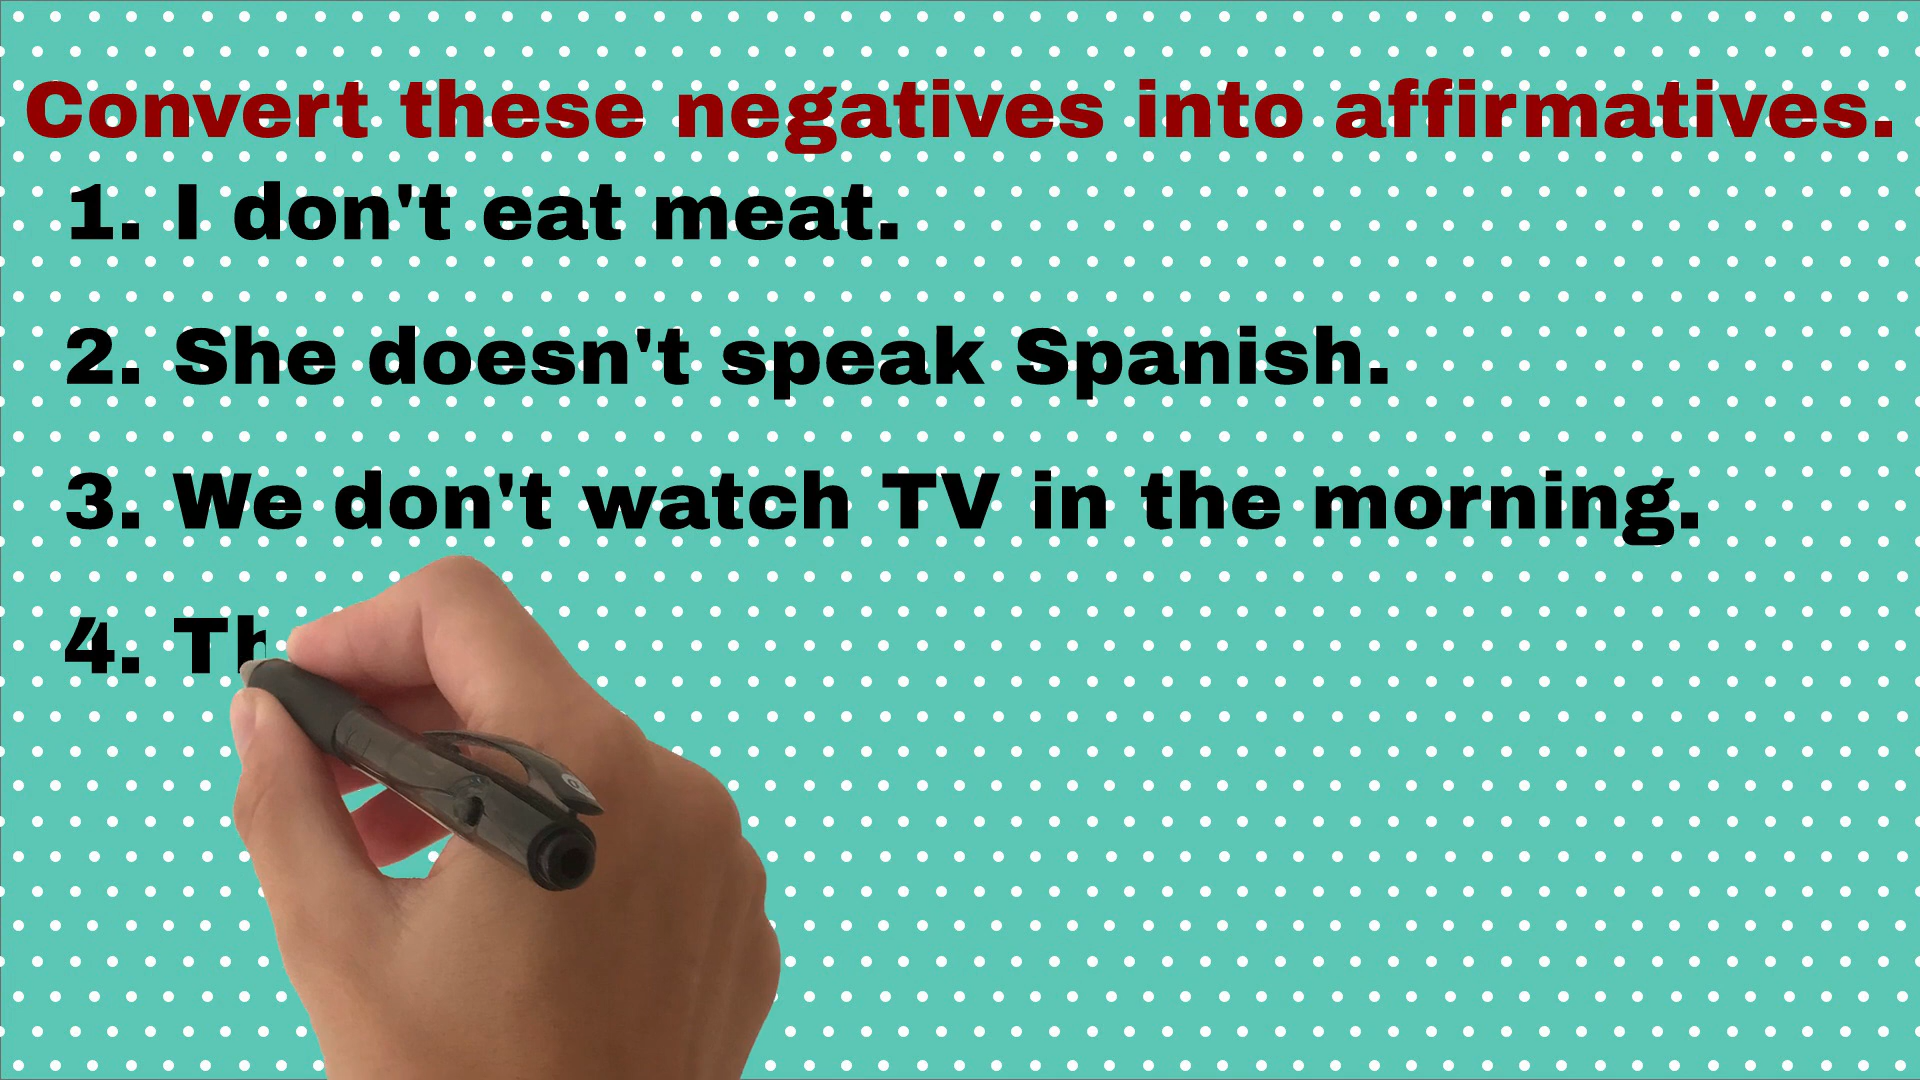 Convert these negatives into affirmatives.
1. I don't eat meat.
2. She doesn't speak Spanish.
3. We don't watch TV in the morning.
4.